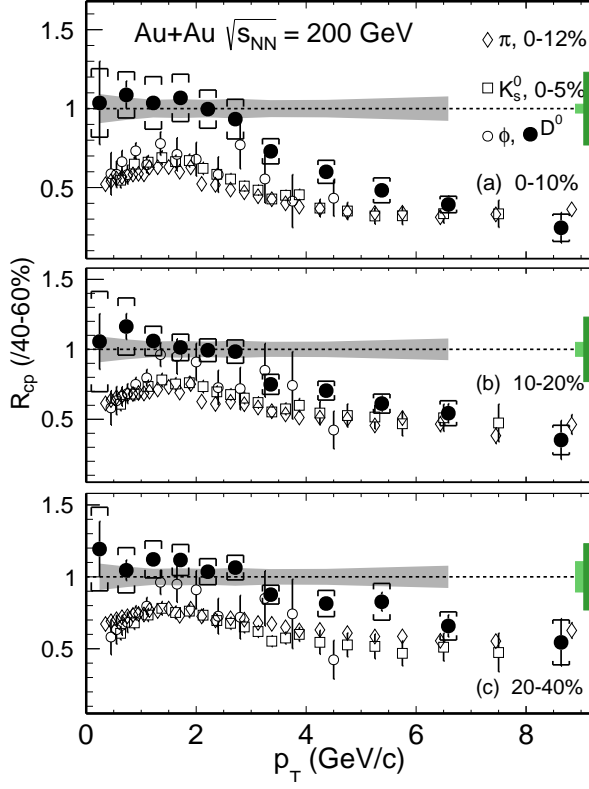 Au+Au √sNN = 200 GeV
◇ π, 0-12%
□ K⁰s, 0-5%
○ φ, ● D⁰
(a) 0-10%
1.5
1
0.5
(b) 10-20%
1.5
1
0.5
(c) 20-40%
1.5
1
0.5
0 2 4 6 8
Rcp (/40-60%)
pT (GeV/c)